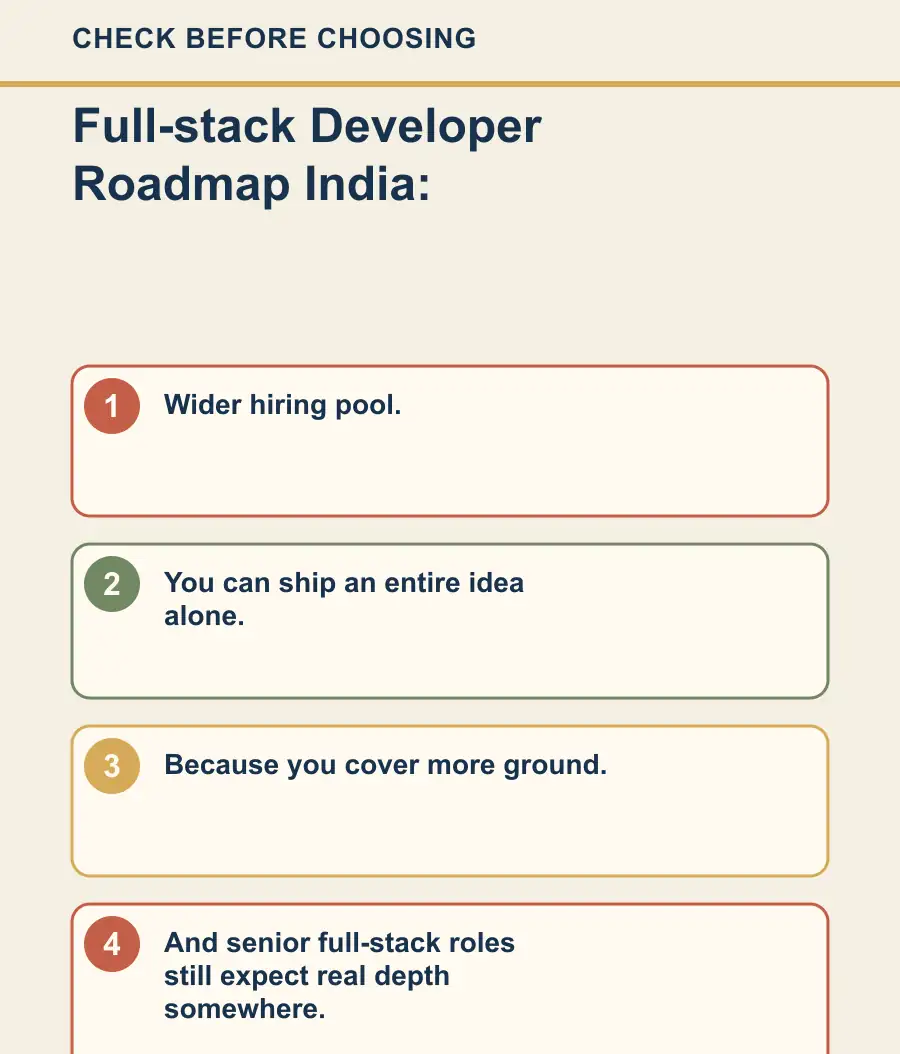 CHECK BEFORE CHOOSING
Full-stack Developer
Roadmap India:
1
Wider hiring pool.
2
You can ship an entire idea
alone.
3
Because you cover more ground.
4
And senior full-stack roles
still expect real depth
somewhere.